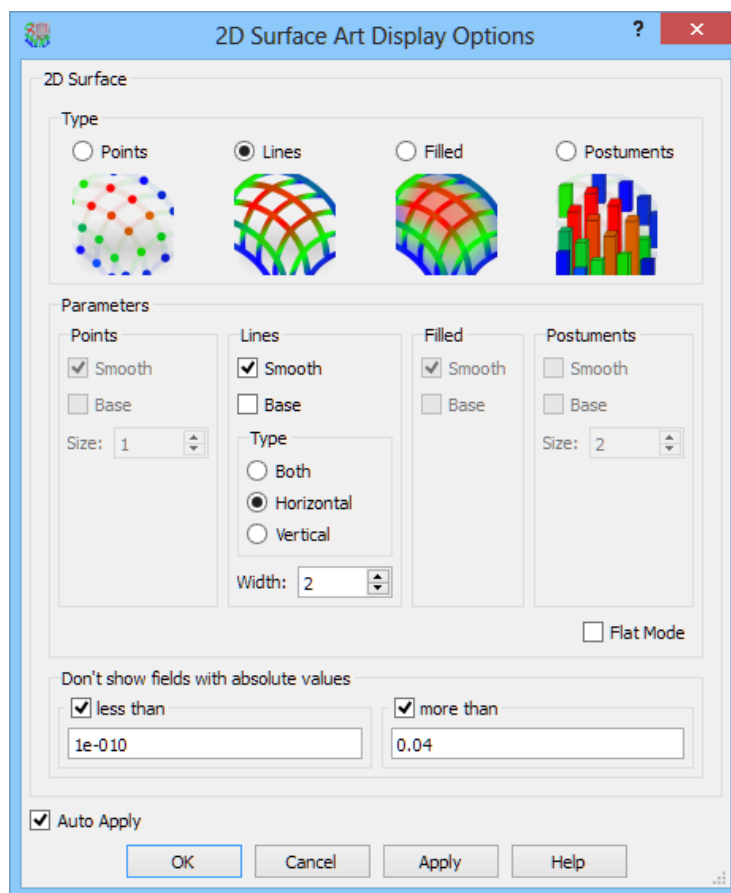 2D Surface Art Display Options ? ×
2D Surface
Type
Points Lines Filled Postuments
Parameters
Points Lines Filled Postuments
Smooth Smooth Smooth Smooth
Base Base Base Base
Size: 1 Type Size: 2
Both
Horizontal
Vertical
Width: 2
Flat Mode
Don't show fields with absolute values
less than more than
1e-010 0.04
Auto Apply
OK Cancel Apply Help